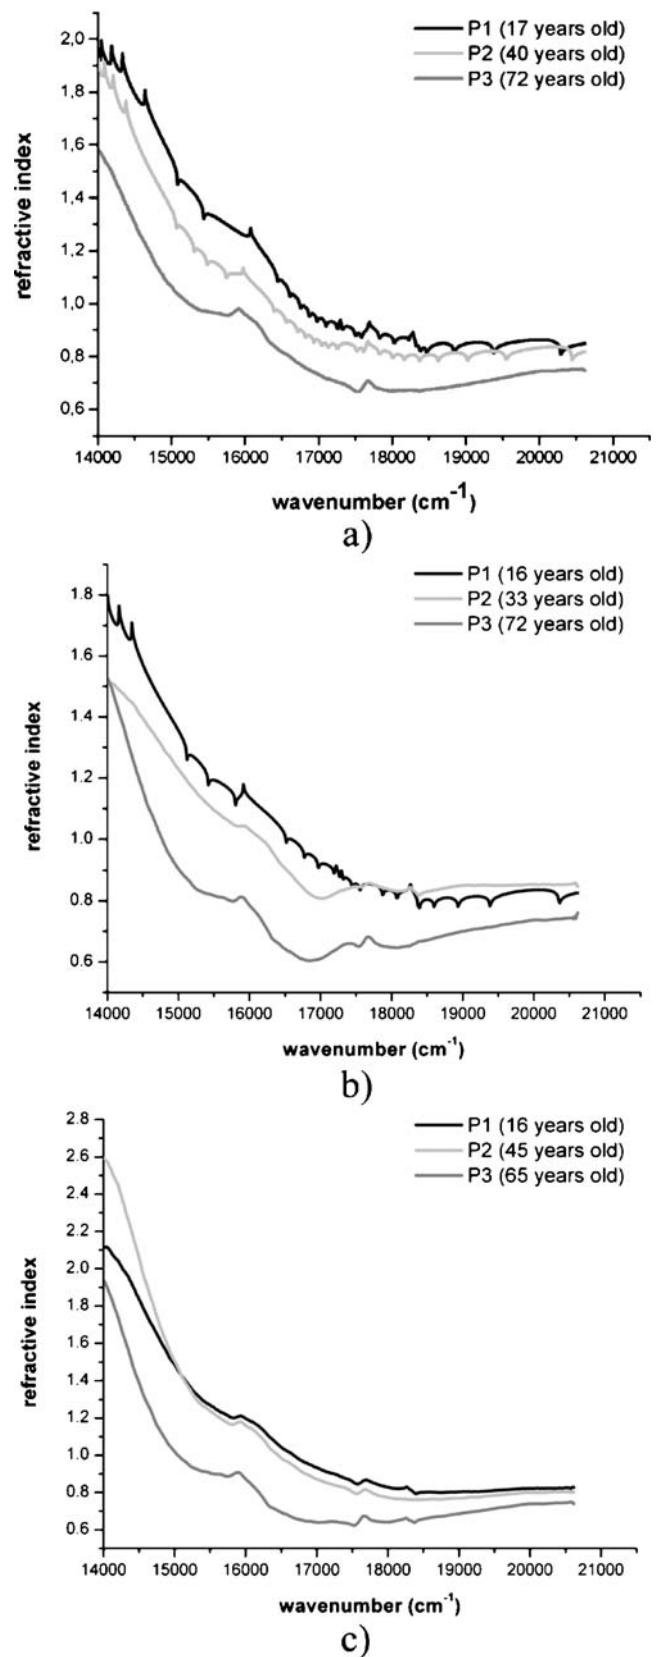 P1 (17 years old)
P2 (40 years old)
P3 (72 years old)
2,0
1,8
1,6
1,4
1,2
1,0
0,8
0,6
refractive index
14000 15000 16000 17000 18000 19000 20000 21000
wavenumber (cm-1)
a)
P1 (16 years old)
P2 (33 years old)
P3 (72 years old)
1.8
1.6
1.4
1.2
1.0
0.8
0.6
refractive index
14000 15000 16000 17000 18000 19000 20000 21000
wavenumber (cm-1)
b)
P1 (16 years old)
P2 (45 years old)
P3 (65 years old)
2.8
2.6
2.4
2.2
2.0
1.8
1.6
1.4
1.2
1.0
0.8
0.6
refractive index
14000 15000 16000 17000 18000 19000 20000 21000
wavenumber (cm-1)
c)